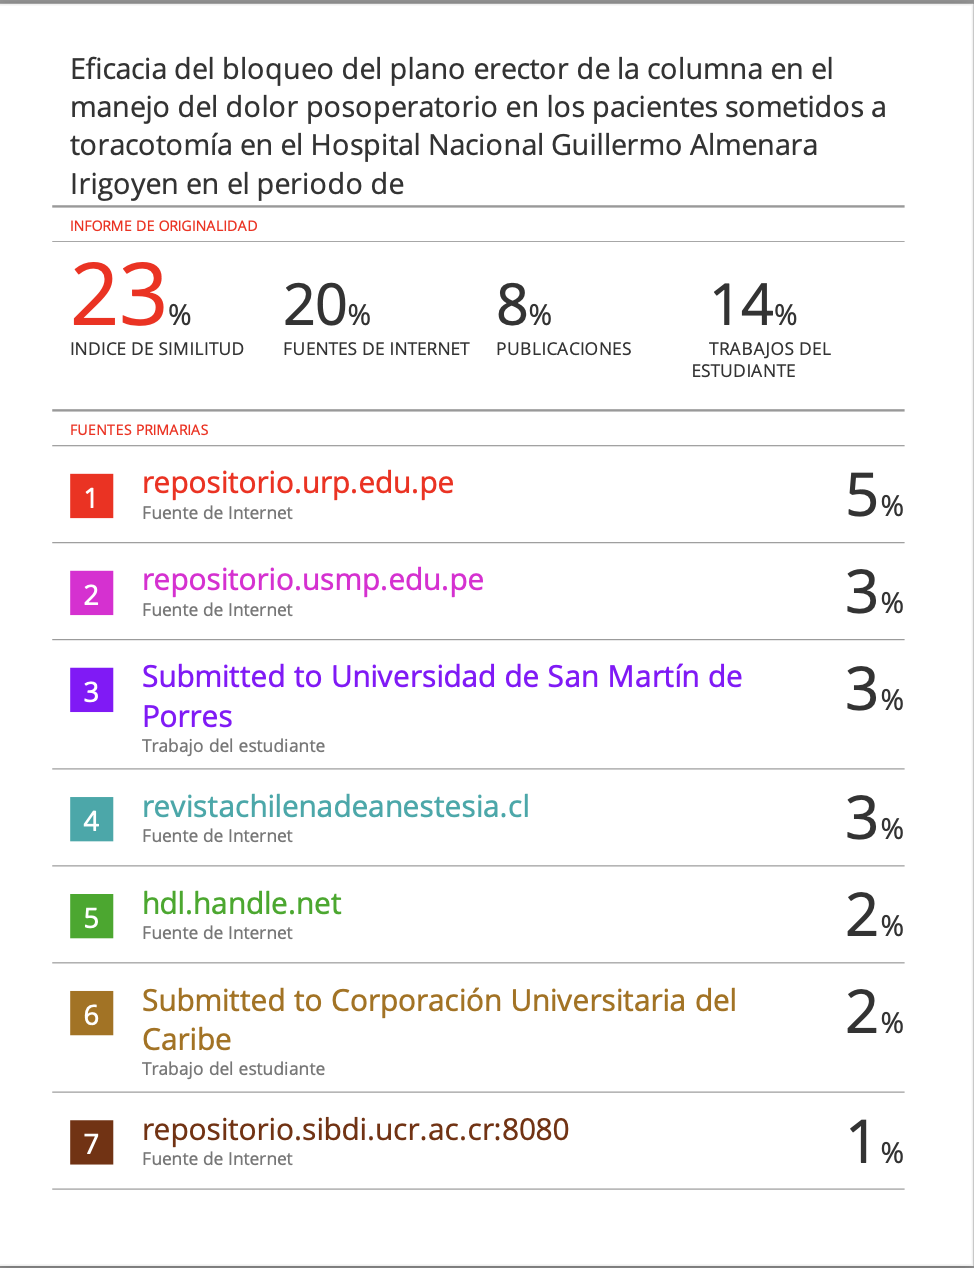 Eficacia del bloqueo del plano erector de la columna en el
manejo del dolor posoperatorio en los pacientes sometidos a
toracotomía en el Hospital Nacional Guillermo Almenara
Irigoyen en el periodo de
INFORME DE ORIGINALIDAD
23%
INDICE DE SIMILITUD
20%
FUENTES DE INTERNET
8%
PUBLICACIONES
14%
TRABAJOS DEL
ESTUDIANTE
FUENTES PRIMARIAS
1
repositorio.urp.edu.pe
Fuente de Internet
5%
2
repositorio.usmp.edu.pe
Fuente de Internet
3%
3
Submitted to Universidad de San Martín de
Porres
Trabajo del estudiante
3%
4
revistachilenadeanestesia.cl
Fuente de Internet
3%
5
hdl.handle.net
Fuente de Internet
2%
6
Submitted to Corporación Universitaria del
Caribe
Trabajo del estudiante
2%
7
repositorio.sibdi.ucr.ac.cr:8080
Fuente de Internet
1%